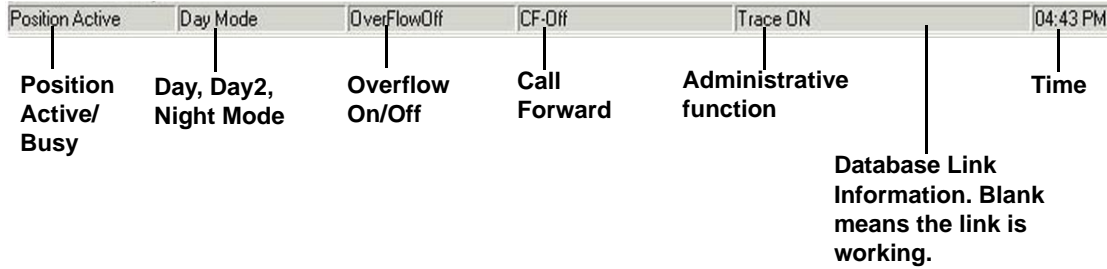 Position Active Day Mode OverFlowOff CF-Off Trace ON 04:43 PM
Position
Active/
Busy
Day, Day2,
Night Mode
Overflow
On/Off
Call
Forward
Administrative
function
Time
Database Link
Information. Blank
means the link is
working.